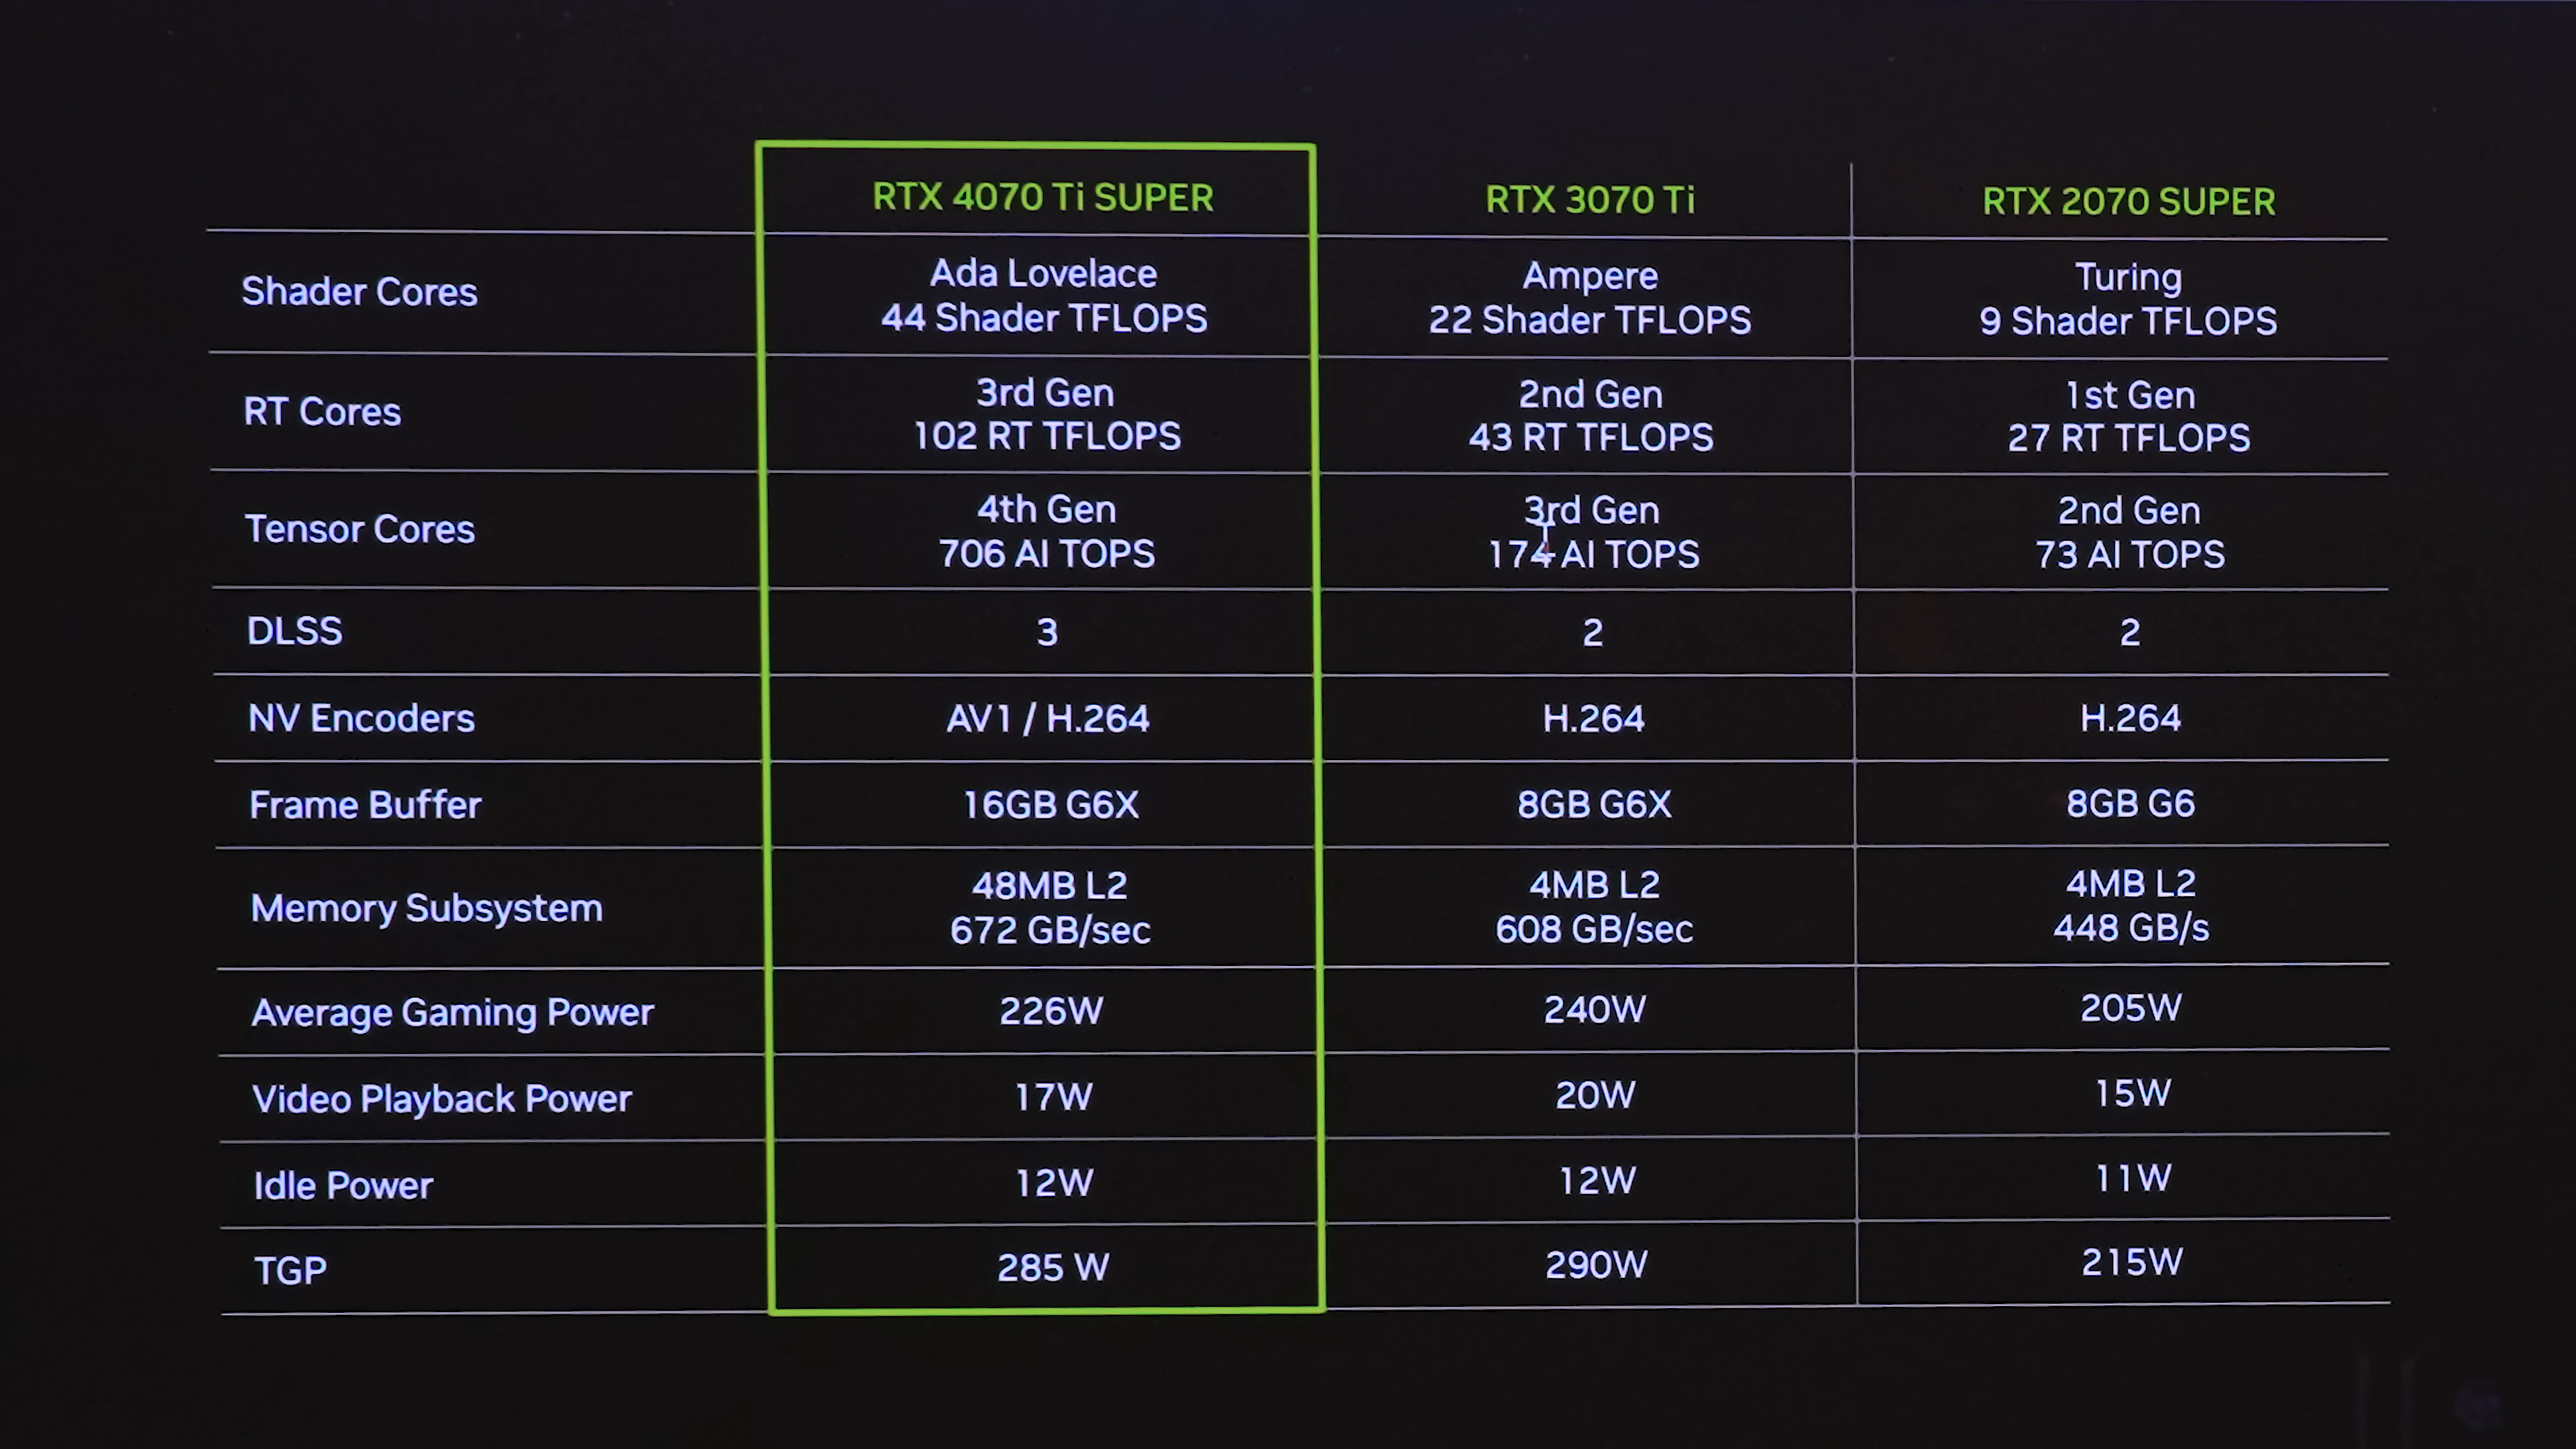 RTX 4070 Ti SUPER RTX 3070 Ti RTX 2070 SUPER
Shader Cores
Ada Lovelace
44 Shader TFLOPS
Ampere
22 Shader TFLOPS
Turing
9 Shader TFLOPS
RT Cores
3rd Gen
102 RT TFLOPS
2nd Gen
43 RT TFLOPS
1st Gen
27 RT TFLOPS
Tensor Cores
4th Gen
706 AI TOPS
3rd Gen
174 AI TOPS
2nd Gen
73 AI TOPS
DLSS 3 2 2
NV Encoders AV1 / H.264 H.264 H.264
Frame Buffer 16GB G6X 8GB G6X 8GB G6
Memory Subsystem
48MB L2
672 GB/sec
4MB L2
608 GB/sec
4MB L2
448 GB/s
Average Gaming Power 226W 240W 205W
Video Playback Power 17W 20W 15W
Idle Power 12W 12W 11W
TGP 285 W 290W 215W